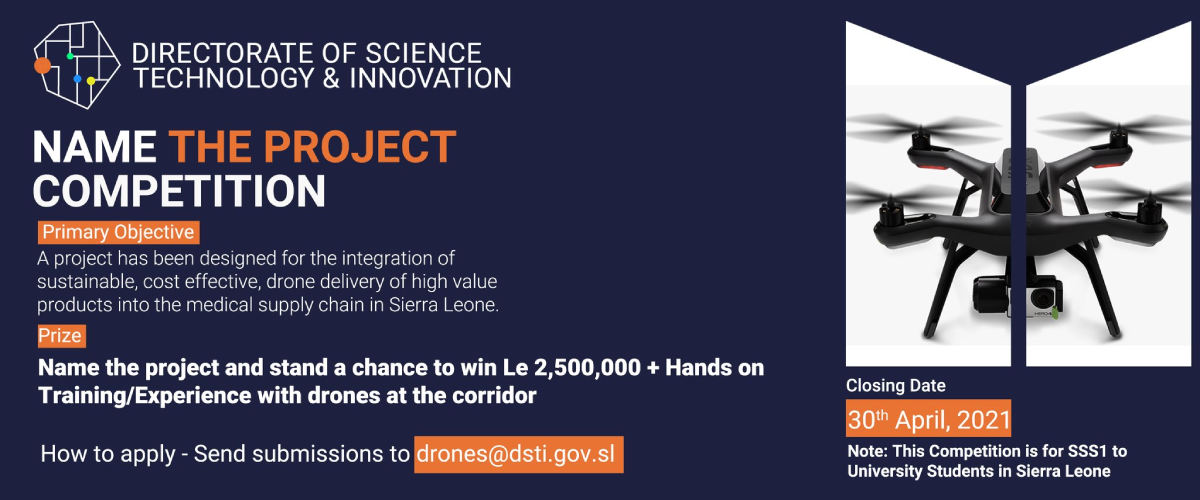 DIRECTORATE OF SCIENCE
TECHNOLOGY & INNOVATION
NAME THE PROJECT
COMPETITION
Primary Objective
A project has been designed for the integration of
sustainable, cost effective, drone delivery of high value
products into the medical supply chain in Sierra Leone.
Prize
Name the project and stand a chance to win Le 2,500,000 + Hands on
Training/Experience with drones at the corridor
How to apply - Send submissions to drones@dsti.gov.sl
Closing Date
30th April, 2021
Note: This Competition is for SSS1 to
University Students in Sierra Leone